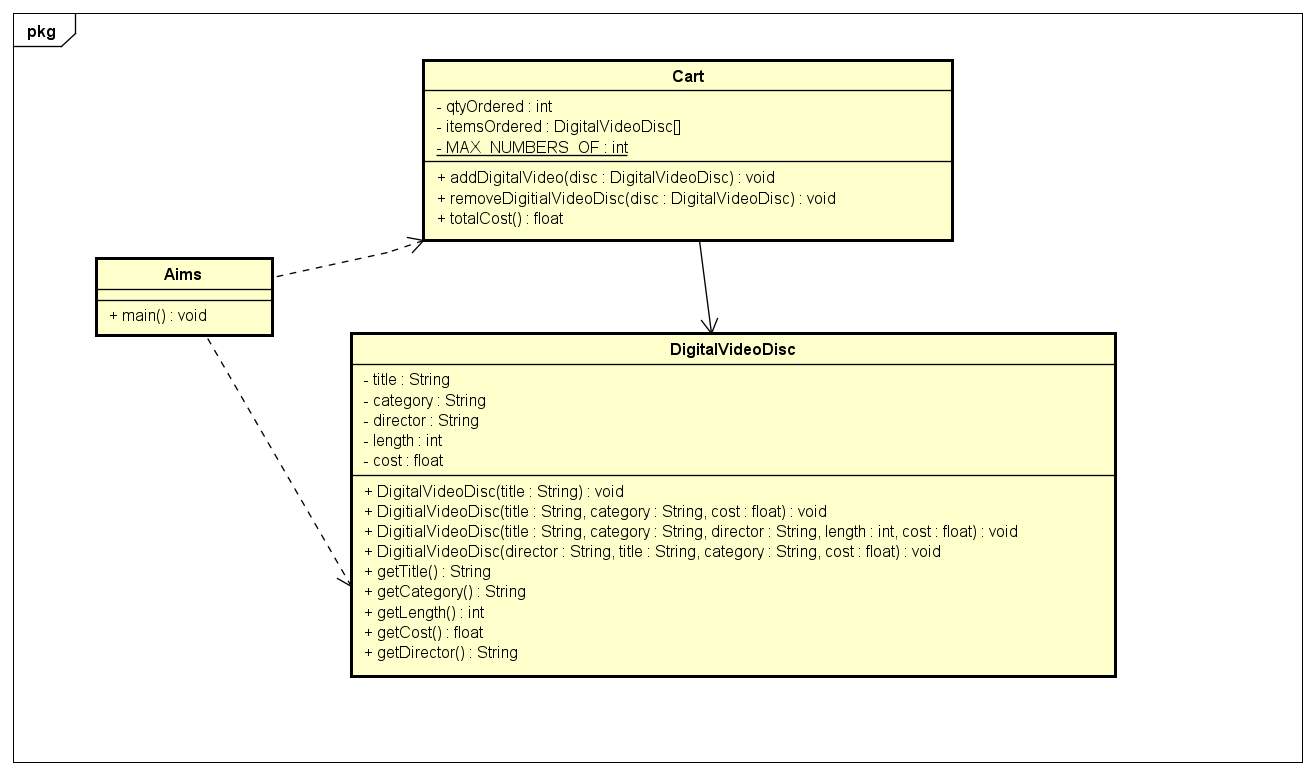 pkg
Cart
- qtyOrdered : int
- itemsOrdered : DigitalVideoDisc[]
- MAX_NUMBERS_OF : int
+ addDigitalVideo(disc : DigitalVideoDisc) : void
+ removeDigitialVideoDisc(disc : DigitalVideoDisc) : void
+ totalCost() : float
Aims
+ main() : void
DigitalVideoDisc
- title : String
- category : String
- director : String
- length : int
- cost : float
+ DigitalVideoDisc(title : String) : void
+ DigitialVideoDisc(title : String, category : String, cost : float) : void
+ DigitialVideoDisc(title : String, category : String, director : String, length : int, cost : float) : void
+ DigitialVideoDisc(director : String, title : String, category : String, cost : float) : void
+ getTitle() : String
+ getCategory() : String
+ getLength() : int
+ getCost() : float
+ getDirector() : String